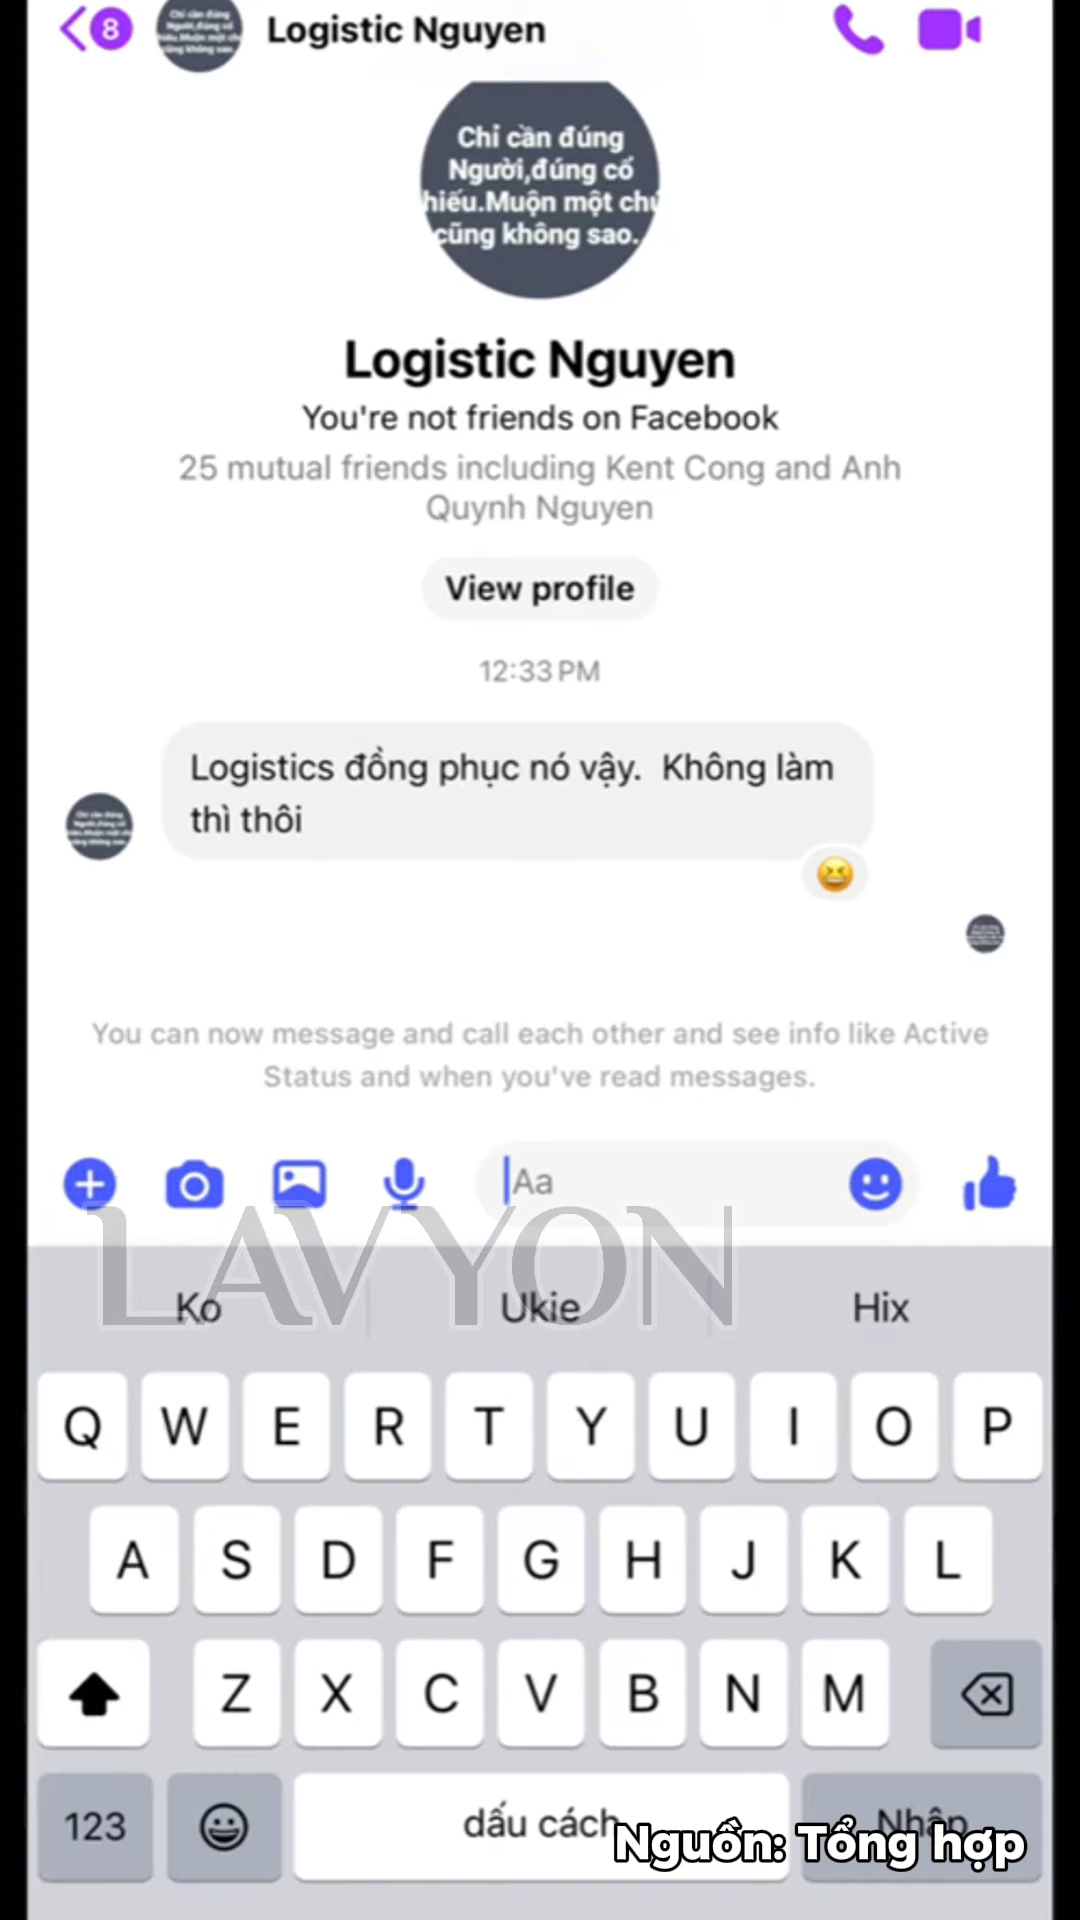 8
Logistic Nguyen
Chỉ cần đúng
Người,đúng cổ
hiếu.Muộn một chú
cũng không sao.
Logistic Nguyen
You're not friends on Facebook
25 mutual friends including Kent Cong and Anh
Quynh Nguyen
View profile
12:33 PM
Logistics đồng phục nó vậy.  Không làm
thì thôi
You can now message and call each other and see info like Active
Status and when you've read messages.
Aa
LAVYON
Ko Ukie Hix
Q W E R T Y U I O P
A S D F G H J K L
Z X C V B N M
123 dấu cách Nhập
Nguồn: Tổng hợp